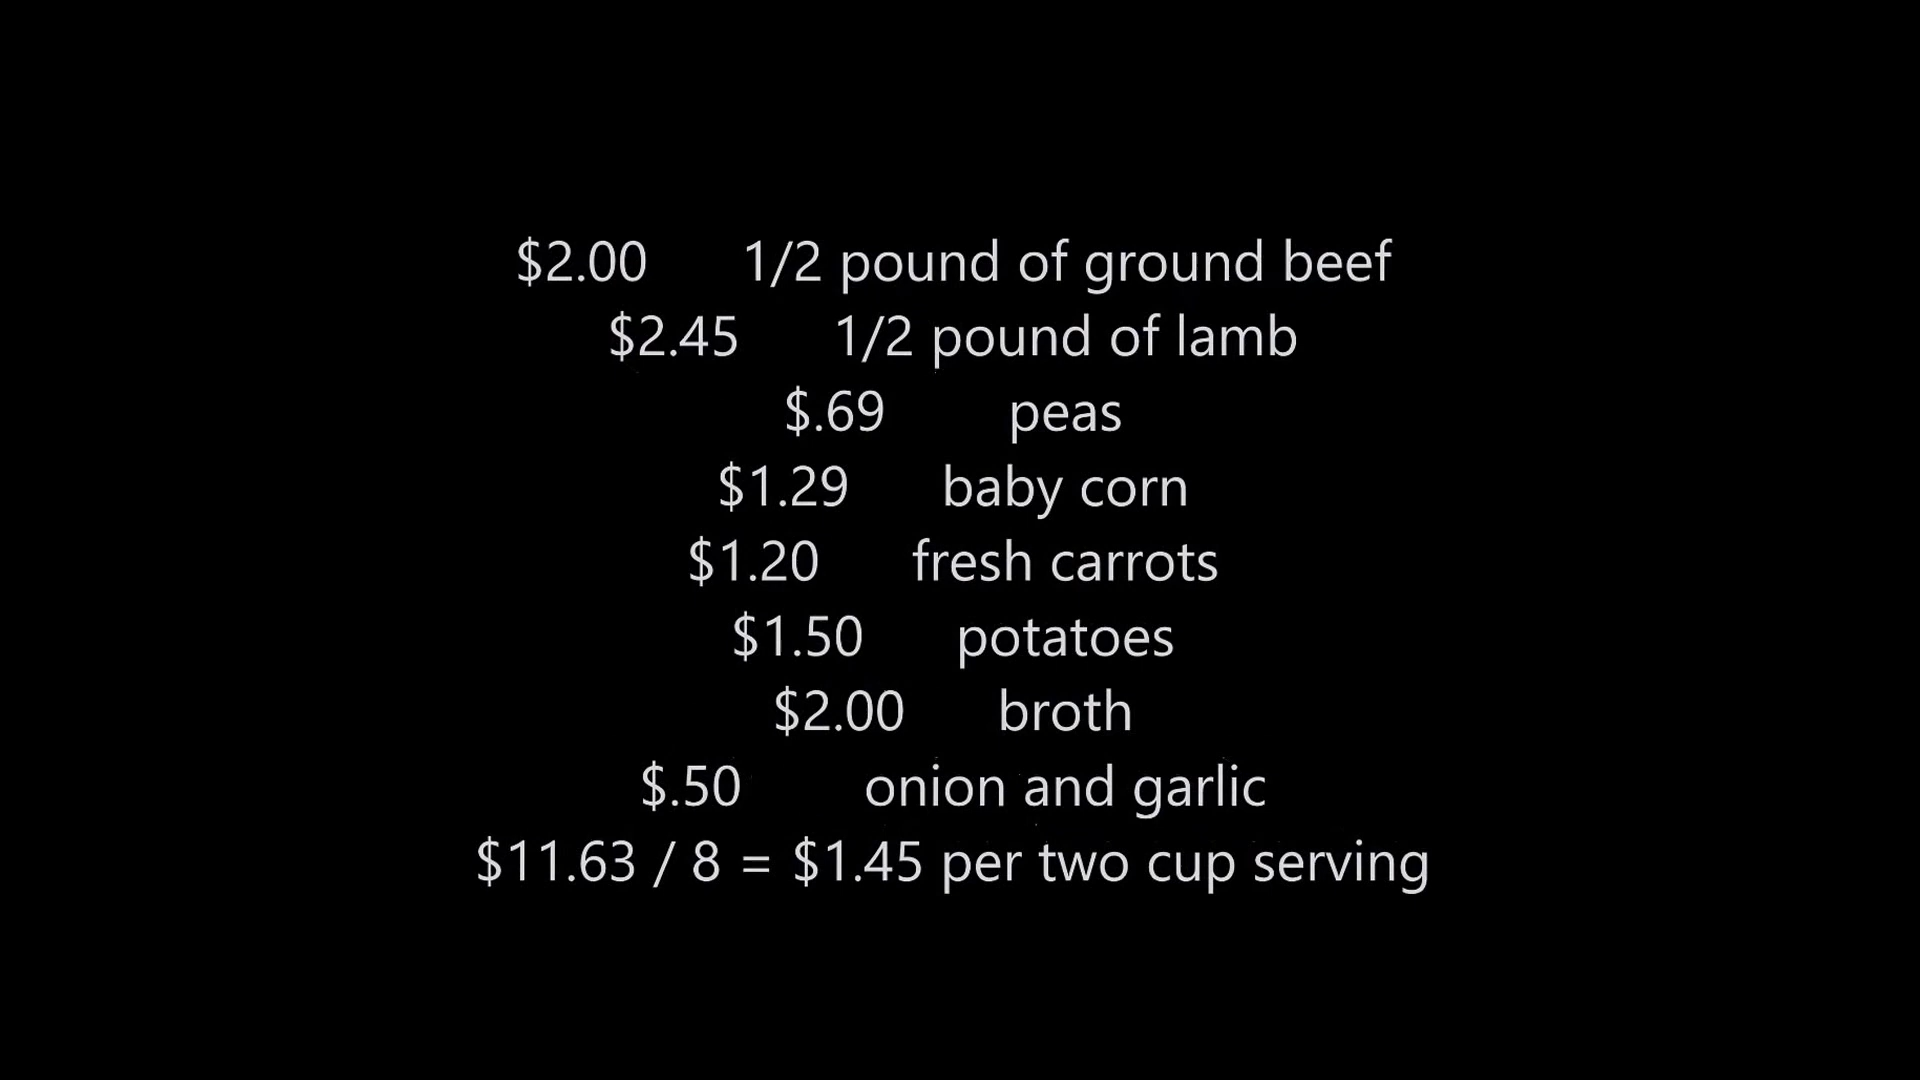 $2.00 1/2 pound of ground beef
$2.45 1/2 pound of lamb
$.69 peas
$1.29 baby corn
$1.20 fresh carrots
$1.50 potatoes
$2.00 broth
$.50 onion and garlic
$11.63 / 8 = $1.45 per two cup serving